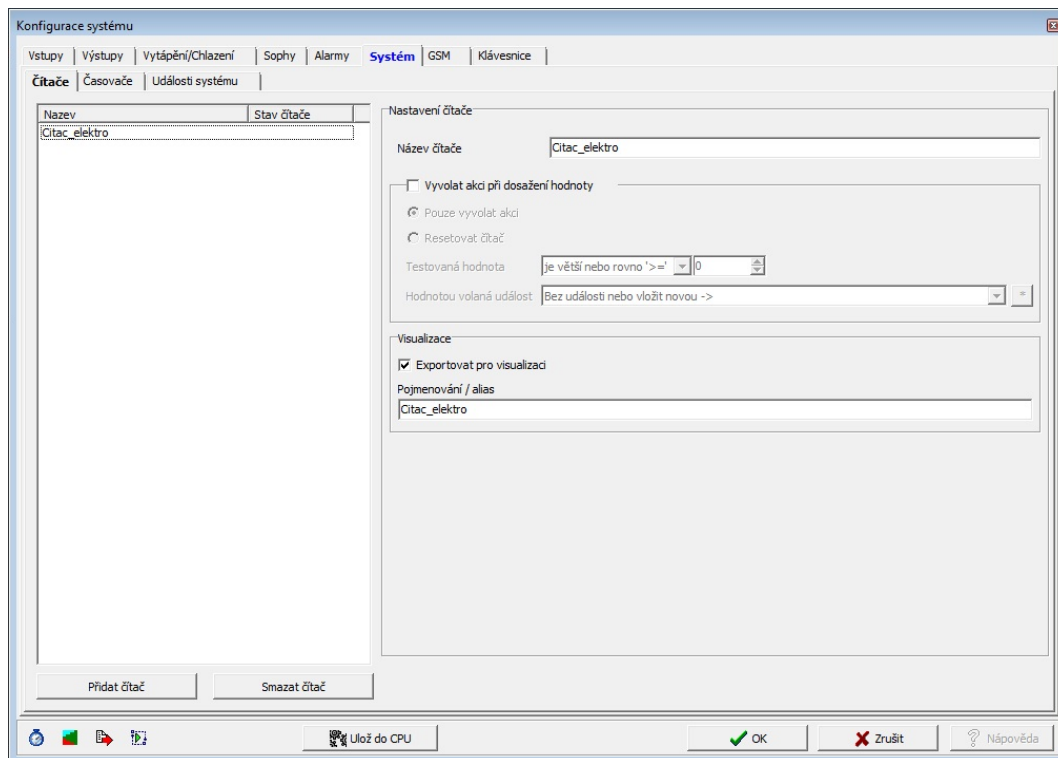 Konfigurace systému
Vstupy Výstupy Vytápění/Chlazení Sophy Alarmy Systém GSM Klávesnice
Čítače Časovače Události systému
Nazev Stav čítače
Citac_elektro
Nastavení čítače
Název čítače Citac_elektro
Vyvolat akci při dosažení hodnoty
Pouze vyvolat akci
Resetovat čítač
Testovaná hodnota je větší nebo rovno '>=' 0
Hodnotou volaná událost Bez události nebo vložit novou -> *
Visualizace
Exportovat pro visualizaci
Pojmenování / alias
Citac_elektro
Přidat čítač Smazat čítač
Ulož do CPU OK Zrušit Nápověda